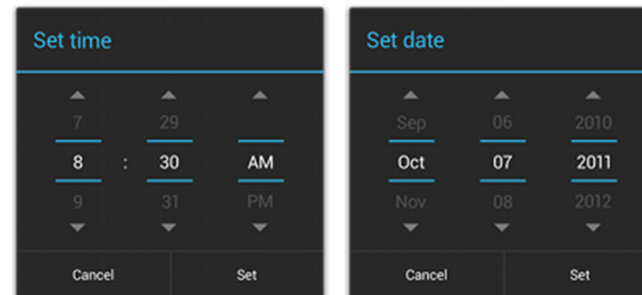 Set time
7 29
8 : 30 AM
9 31 PM
Cancel Set
Set date
Sep 06 2010
Oct 07 2011
Nov 08 2012
Cancel Set